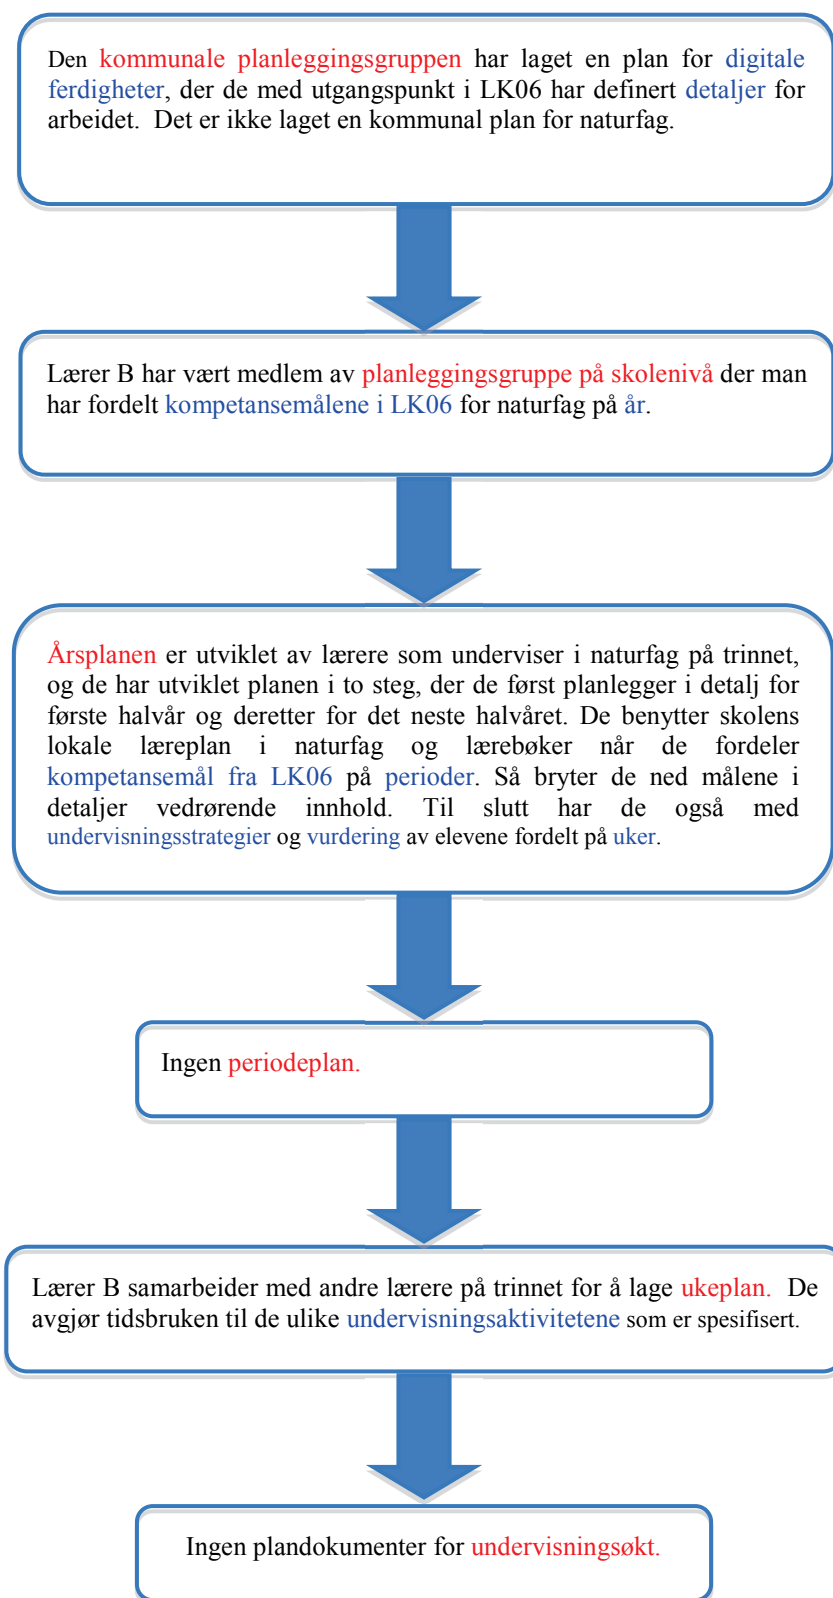 Den kommunale planleggingsgruppen har laget en plan for digitale
ferdigheter, der de med utgangspunkt i LK06 har definert detaljer for
arbeidet. Det er ikke laget en kommunal plan for naturfag.
Lærer B har vært medlem av planleggingsgruppe på skolenivå der man
har fordelt kompetansemålene i LK06 for naturfag på år.
Årsplanen er utviklet av lærere som underviser i naturfag på trinnet,
og de har utviklet planen i to steg, der de først planlegger i detalj for
første halvår og deretter for det neste halvåret. De benytter skolens
lokale læreplan i naturfag og lærebøker når de fordeler
kompetansemål fra LK06 på perioder. Så bryter de ned målene i
detaljer vedrørende innhold. Til slutt har de også med
undervisningsstrategier og vurdering av elevene fordelt på uker.
Ingen periodeplan.
Lærer B samarbeider med andre lærere på trinnet for å lage ukeplan. De
avgjør tidsbruken til de ulike undervisningsaktivitetene som er spesifisert.
Ingen plandokumenter for undervisningsøkt.